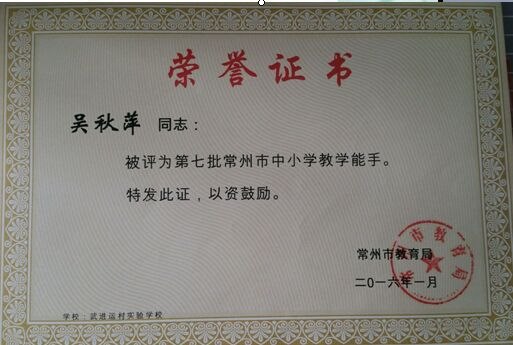 荣誉证书
吴秋萍 同志：
被评为第七批常州市中小学教学能手。
特发此证，以资鼓励。
常州市教育局
二〇一六年一月
学校：武进运村实验学校